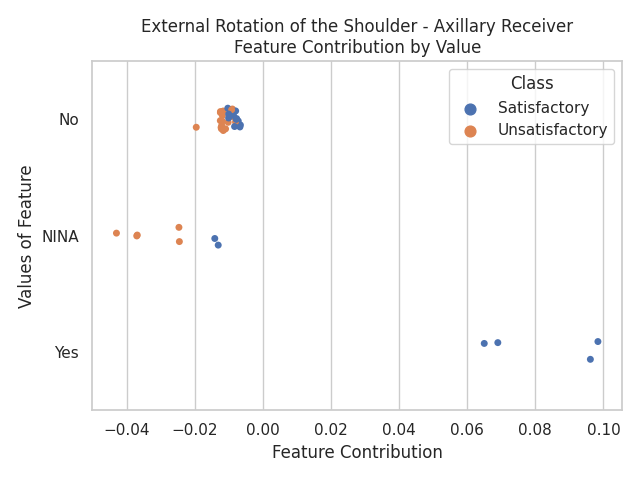 External Rotation of the Shoulder - Axillary Receiver
Feature Contribution by Value
Class
Satisfactory
Unsatisfactory
Values of Feature
No
NINA
Yes
−0.04 −0.02 0.00 0.02 0.04 0.06 0.08 0.10
Feature Contribution